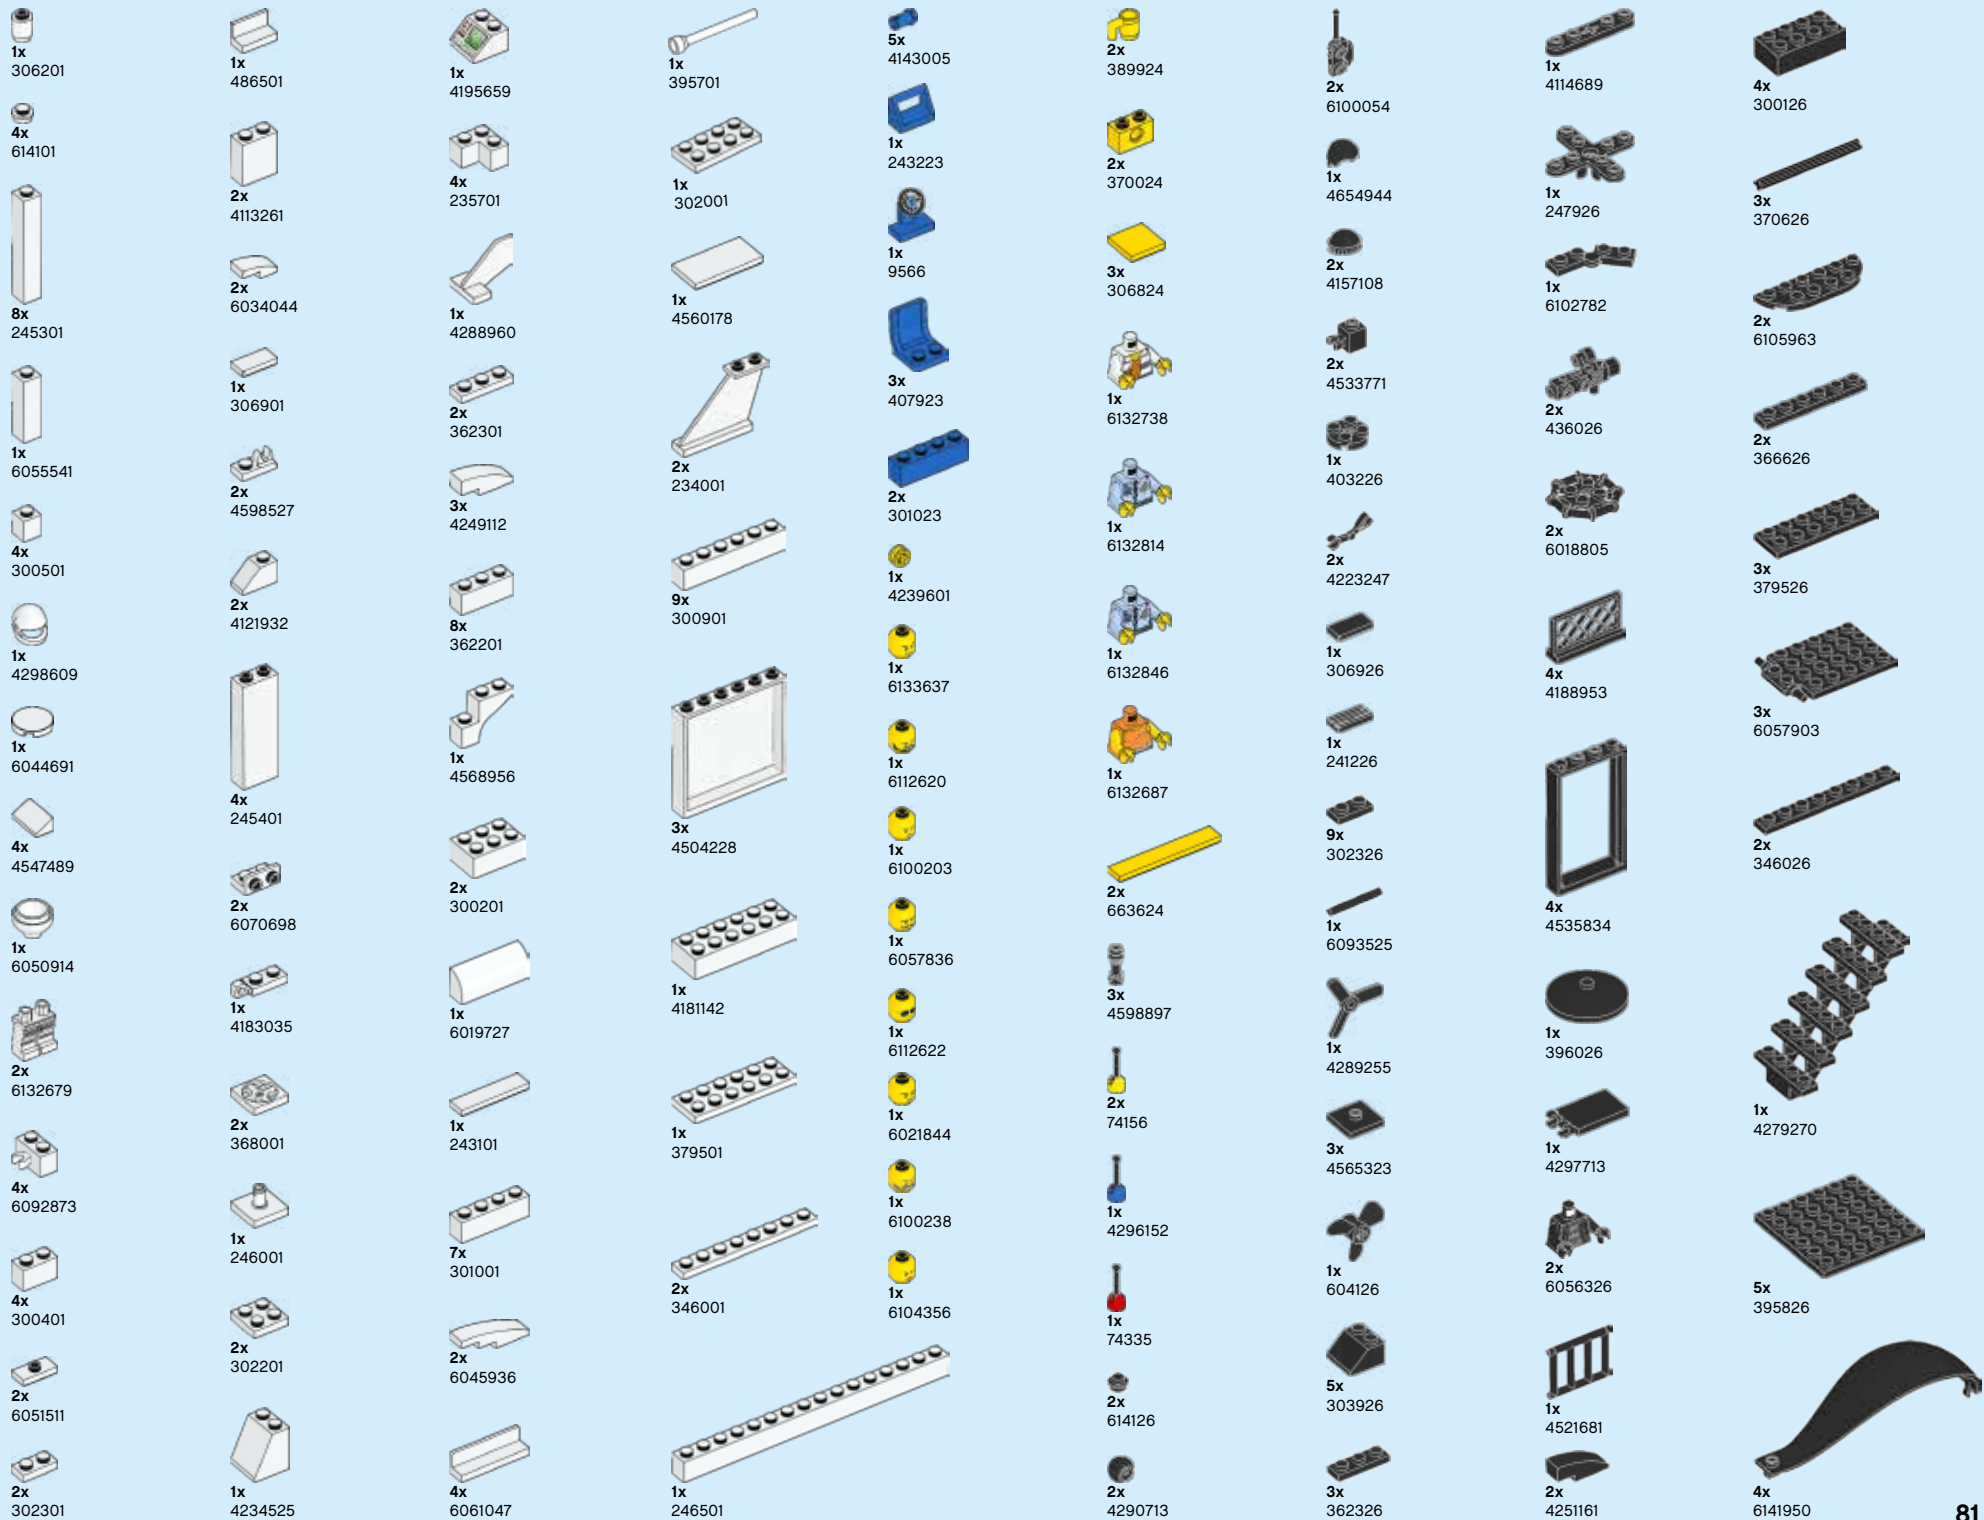 1x
306201
4x
614101
8x
245301
1x
6055541
4x
300501
1x
4298609
1x
6044691
4x
4547489
1x
6050914
2x
6132679
4x
6092873
4x
300401
2x
6051511
2x
302301
1x
486501
2x
4113261
2x
6034044
1x
306901
2x
4598527
2x
4121932
4x
245401
2x
6070698
1x
4183035
2x
368001
1x
246001
2x
302201
1x
4234525
1x
4195659
4x
235701
1x
4288960
2x
362301
3x
4249112
8x
362201
1x
4568956
2x
300201
1x
6019727
1x
243101
7x
301001
2x
6045936
4x
6061047
1x
395701
1x
302001
1x
4560178
2x
234001
9x
300901
3x
4504228
1x
4181142
1x
379501
2x
346001
1x
246501
5x
4143005
1x
243223
1x
9566
3x
407923
2x
301023
1x
4239601
1x
6133637
1x
6112620
1x
6100203
1x
6057836
1x
6112622
1x
6021844
1x
6100238
1x
6104356
2x
389924
2x
370024
3x
306824
1x
6132738
1x
6132814
1x
6132846
1x
6132687
2x
663624
3x
4598897
2x
74156
1x
4296152
1x
74335
2x
614126
2x
4290713
2x
6100054
1x
4654944
2x
4157108
2x
4533771
1x
403226
2x
4223247
1x
306926
1x
241226
9x
302326
1x
6093525
1x
4289255
3x
4565323
1x
604126
5x
303926
3x
362326
1x
4114689
1x
247926
1x
6102782
2x
436026
2x
6018805
4x
4188953
4x
4535834
1x
396026
1x
4297713
2x
6056326
1x
4521681
2x
4251161
4x
300126
3x
370626
2x
6105963
2x
366626
3x
379526
3x
6057903
2x
346026
1x
4279270
5x
395826
4x
6141950
81